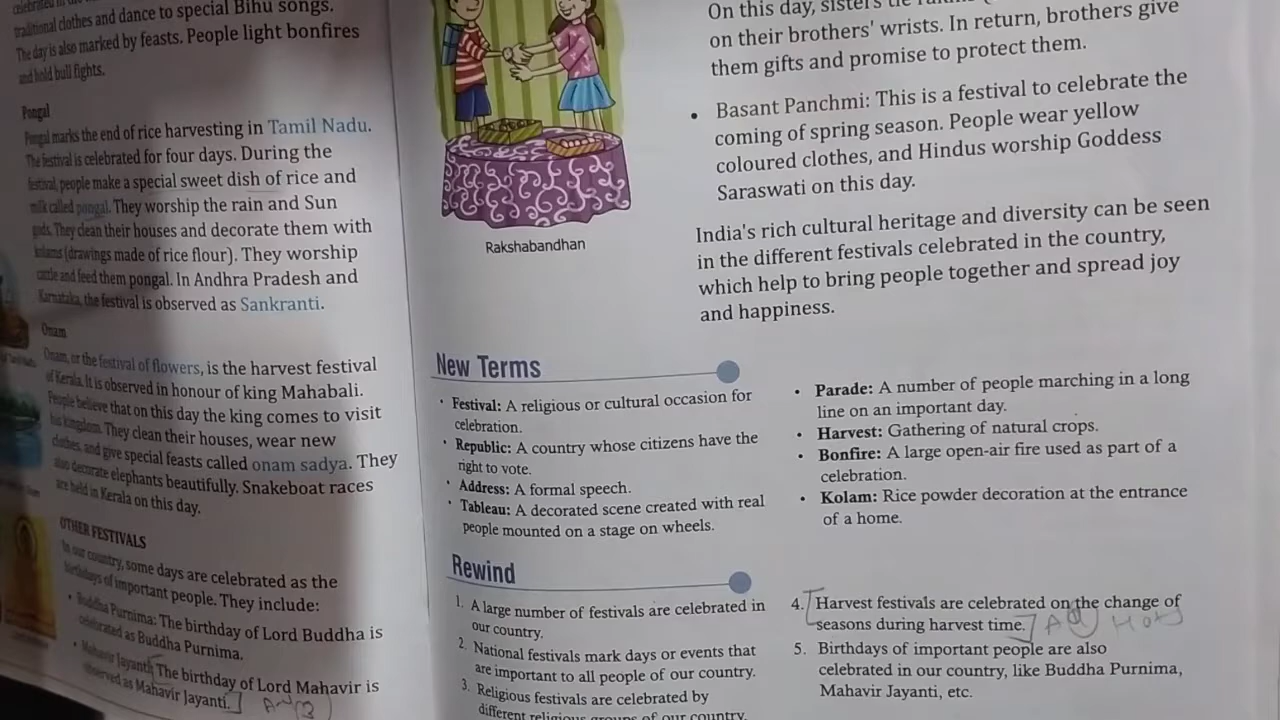 celebrated in
traditional clothes and dance to special Bihu songs.
The day is also marked by feasts. People light bonfires
and hold bull fights.
Pongal
Pongal marks the end of rice harvesting in Tamil Nadu.
The festival is celebrated for four days. During the
festival, people make a special sweet dish of rice and
milk called pongal. They worship the rain and Sun
gods. They clean their houses and decorate them with
kolams (drawings made of rice flour). They worship
cattle and feed them pongal. In Andhra Pradesh and
Karnataka, the festival is observed as Sankranti.
Onam
Onam, or the festival of flowers, is the harvest festival
of Kerala. It is observed in honour of king Mahabali.
People believe that on this day the king comes to visit
his kingdom. They clean their houses, wear new
clothes, and give special feasts called onam sadya. They
also decorate elephants beautifully. Snakeboat races
are held in Kerala on this day.
OTHER FESTIVALS
In our country, some days are celebrated as the
birthdays of important people. They include:
• Buddha Purnima: The birthday of Lord Buddha is
celebrated as Buddha Purnima.
• Mahavir Jayanti: The birthday of Lord Mahavir is
observed as Mahavir Jayanti.
Rakshabandhan
On this day, sisters tie
on their brothers' wrists. In return, brothers give
them gifts and promise to protect them.
• Basant Panchmi: This is a festival to celebrate the
coming of spring season. People wear yellow
coloured clothes, and Hindus worship Goddess
Saraswati on this day.
India's rich cultural heritage and diversity can be seen
in the different festivals celebrated in the country,
which help to bring people together and spread joy
and happiness.
New Terms
• Festival: A religious or cultural occasion for
celebration.
• Republic: A country whose citizens have the
right to vote.
• Address: A formal speech.
• Tableau: A decorated scene created with real
people mounted on a stage on wheels.
• Parade: A number of people marching in a long
line on an important day.
• Harvest: Gathering of natural crops.
• Bonfire: A large open-air fire used as part of a
celebration.
• Kolam: Rice powder decoration at the entrance
of a home.
Rewind
1. A large number of festivals are celebrated in
our country.
2. National festivals mark days or events that
are important to all people of our country.
3. Religious festivals are celebrated by
different religious groups of our country.
4. Harvest festivals are celebrated on the change of
seasons during harvest time.
5. Birthdays of important people are also
celebrated in our country, like Buddha Purnima,
Mahavir Jayanti, etc.